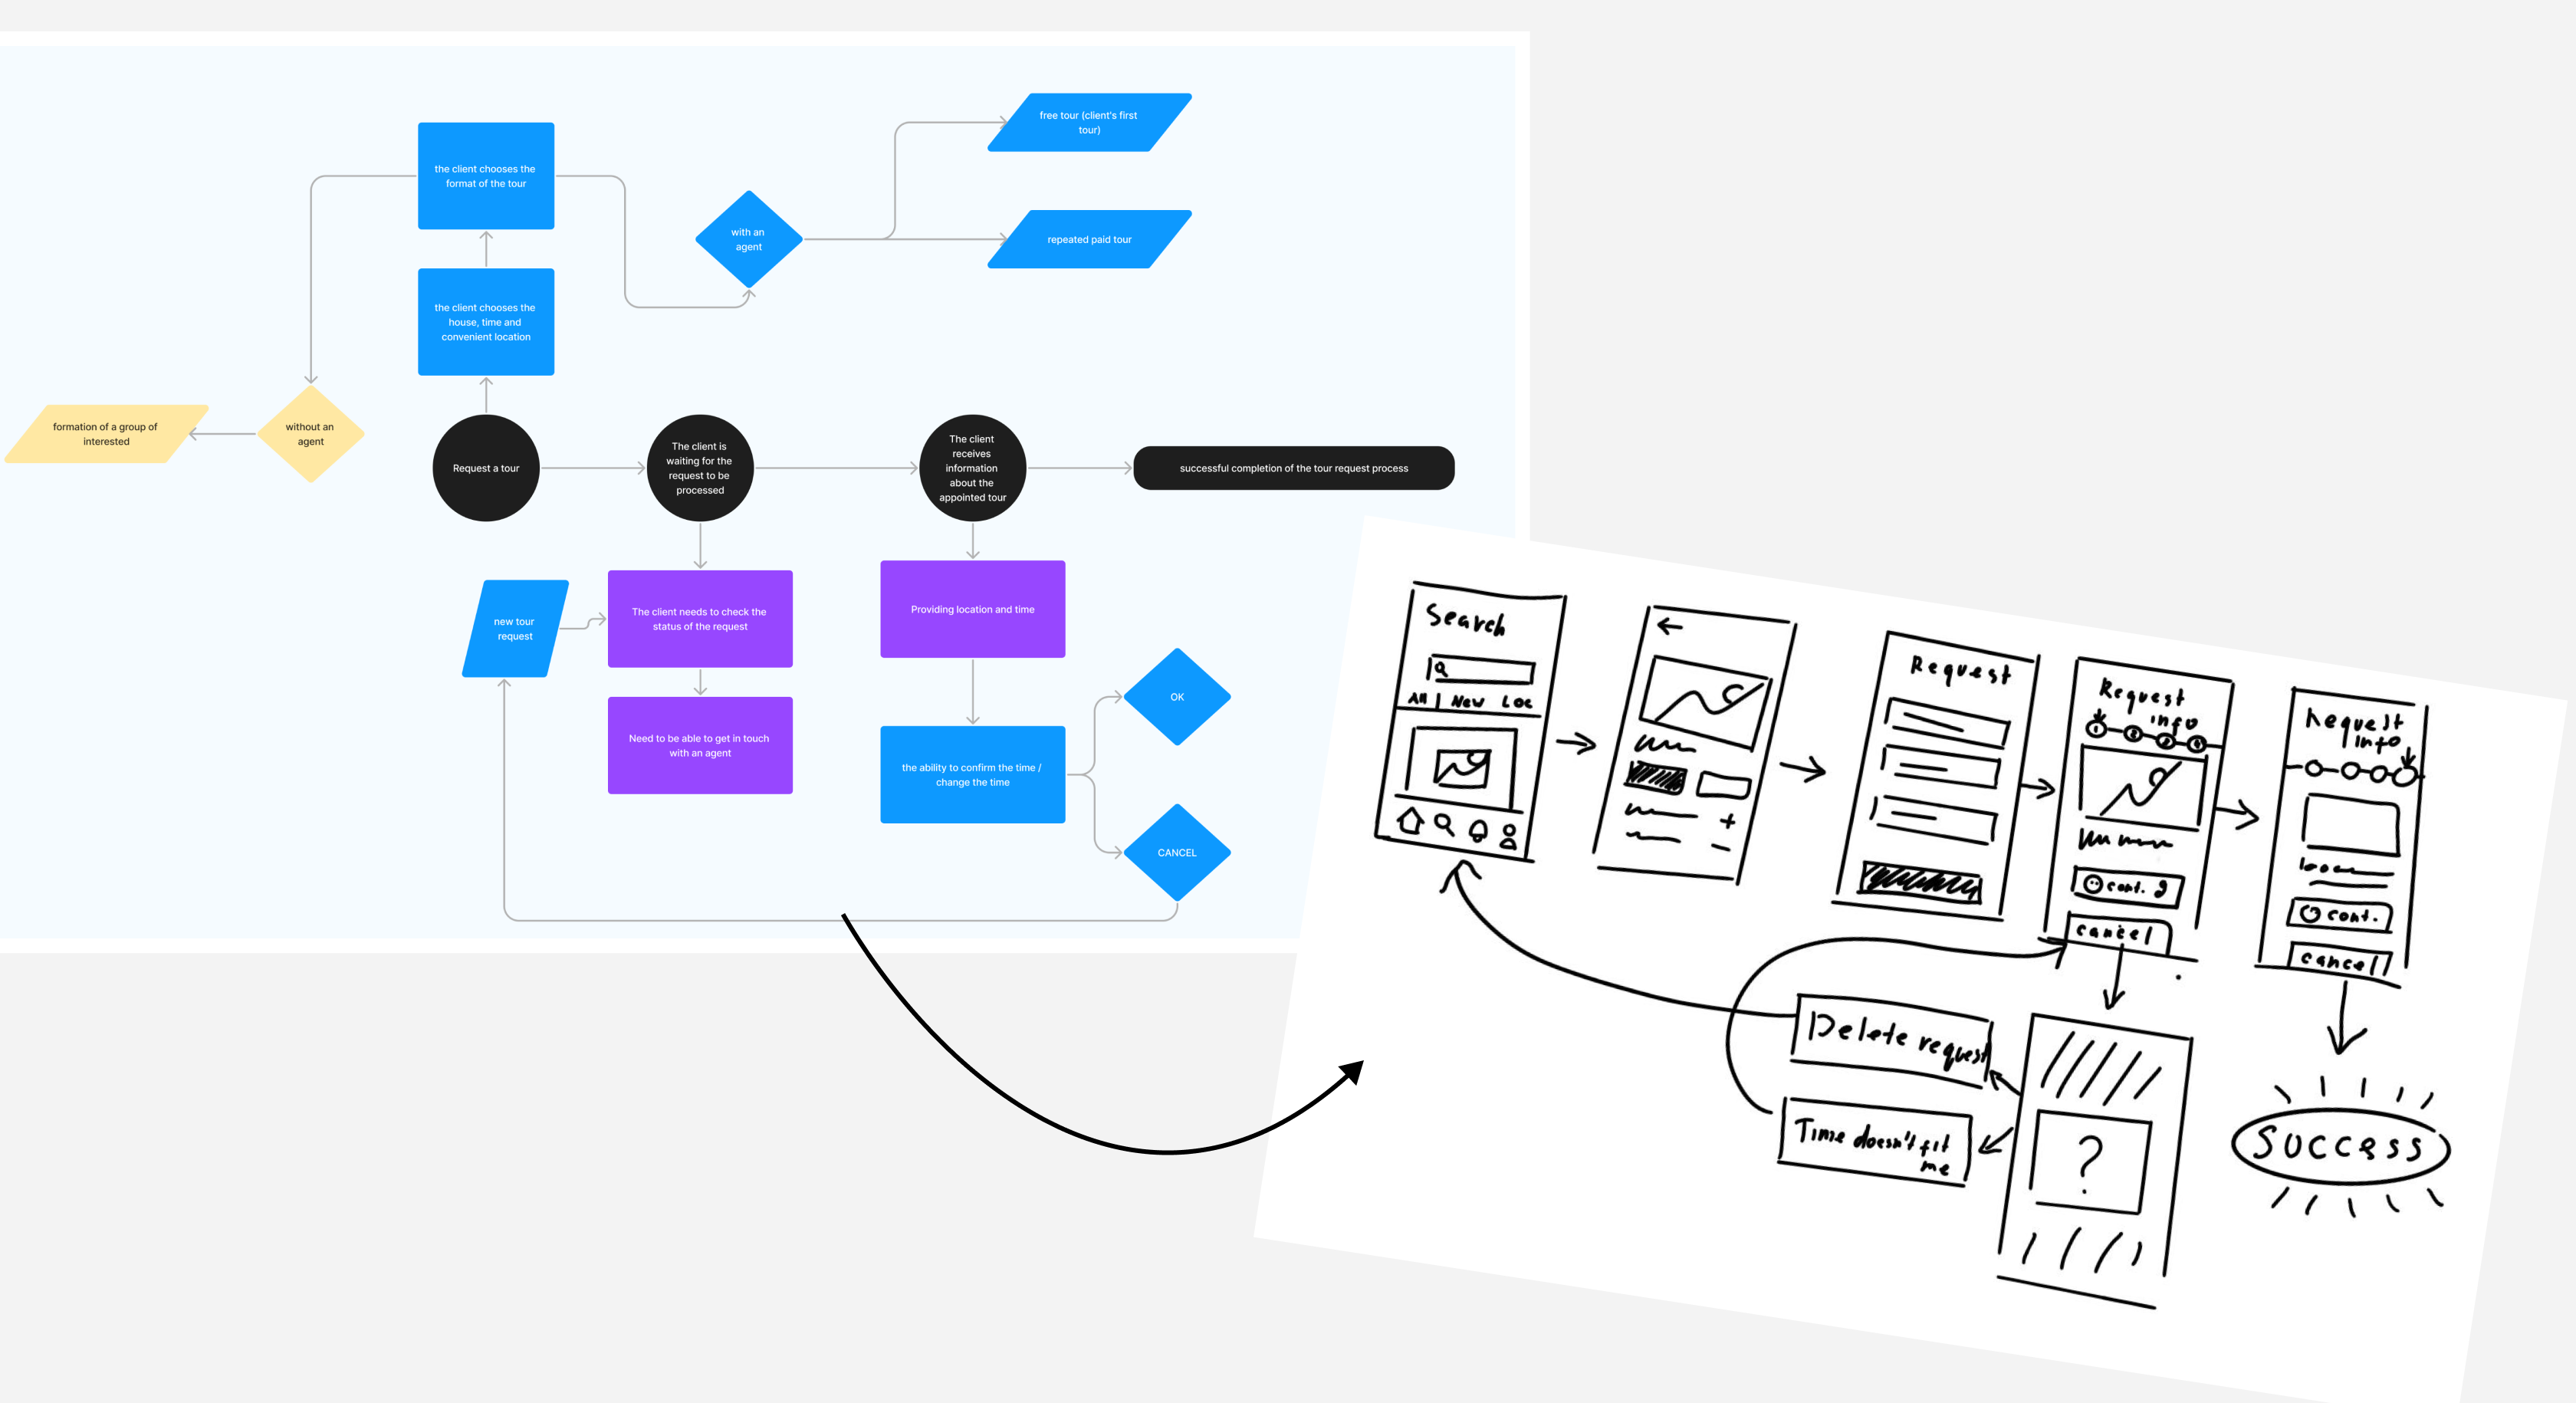 free tour (client's first
tour)
the client chooses the
format of the tour
with an
agent
repeated paid tour
the client chooses the
house, time and
convenient location
formation of a group of
interested
without an
agent
Request a tour
The client is
waiting for the
request to be
processed
The client
receives
information
about the
appointed tour
successful completion of the tour request process
new tour
request
The client needs to check the
status of the request
Need to be able to get in touch
with an agent
Providing location and time
the ability to confirm the time /
change the time
OK
CANCEL
Search
All | New Loc
Request
Request
info
cont.
cancel
Request
info
cont.
cancel
Delete request
Time doesn't fit
me
?
SUCCESS